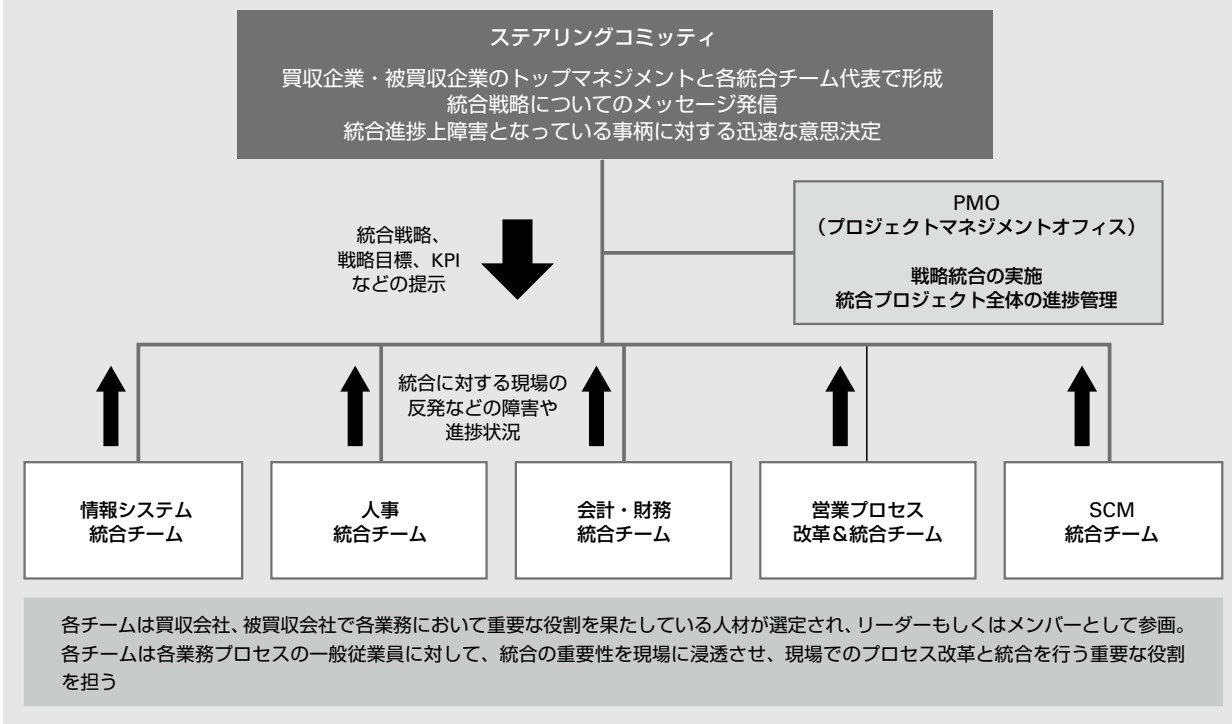 ステアリングコミッティ
買収企業・被買収企業のトップマネジメントと各統合チーム代表で形成
統合戦略についてのメッセージ発信
統合進捗上障害となっている事柄に対する迅速な意思決定
統合戦略、
戦略目標、KPI
などの提示
PMO
（プロジェクトマネジメントオフィス）
戦略統合の実施
統合プロジェクト全体の進捗管理
統合に対する現場の
反発などの障害や
進捗状況
情報システム
統合チーム
人事
統合チーム
会計・財務
統合チーム
営業プロセス
改革＆統合チーム
SCM
統合チーム
各チームは買収会社、被買収会社で各業務において重要な役割を果たしている人材が選定され、リーダーもしくはメンバーとして参画。
各チームは各業務プロセスの一般従業員に対して、統合の重要性を現場に浸透させ、現場でのプロセス改革と統合を行う重要な役割
を担う